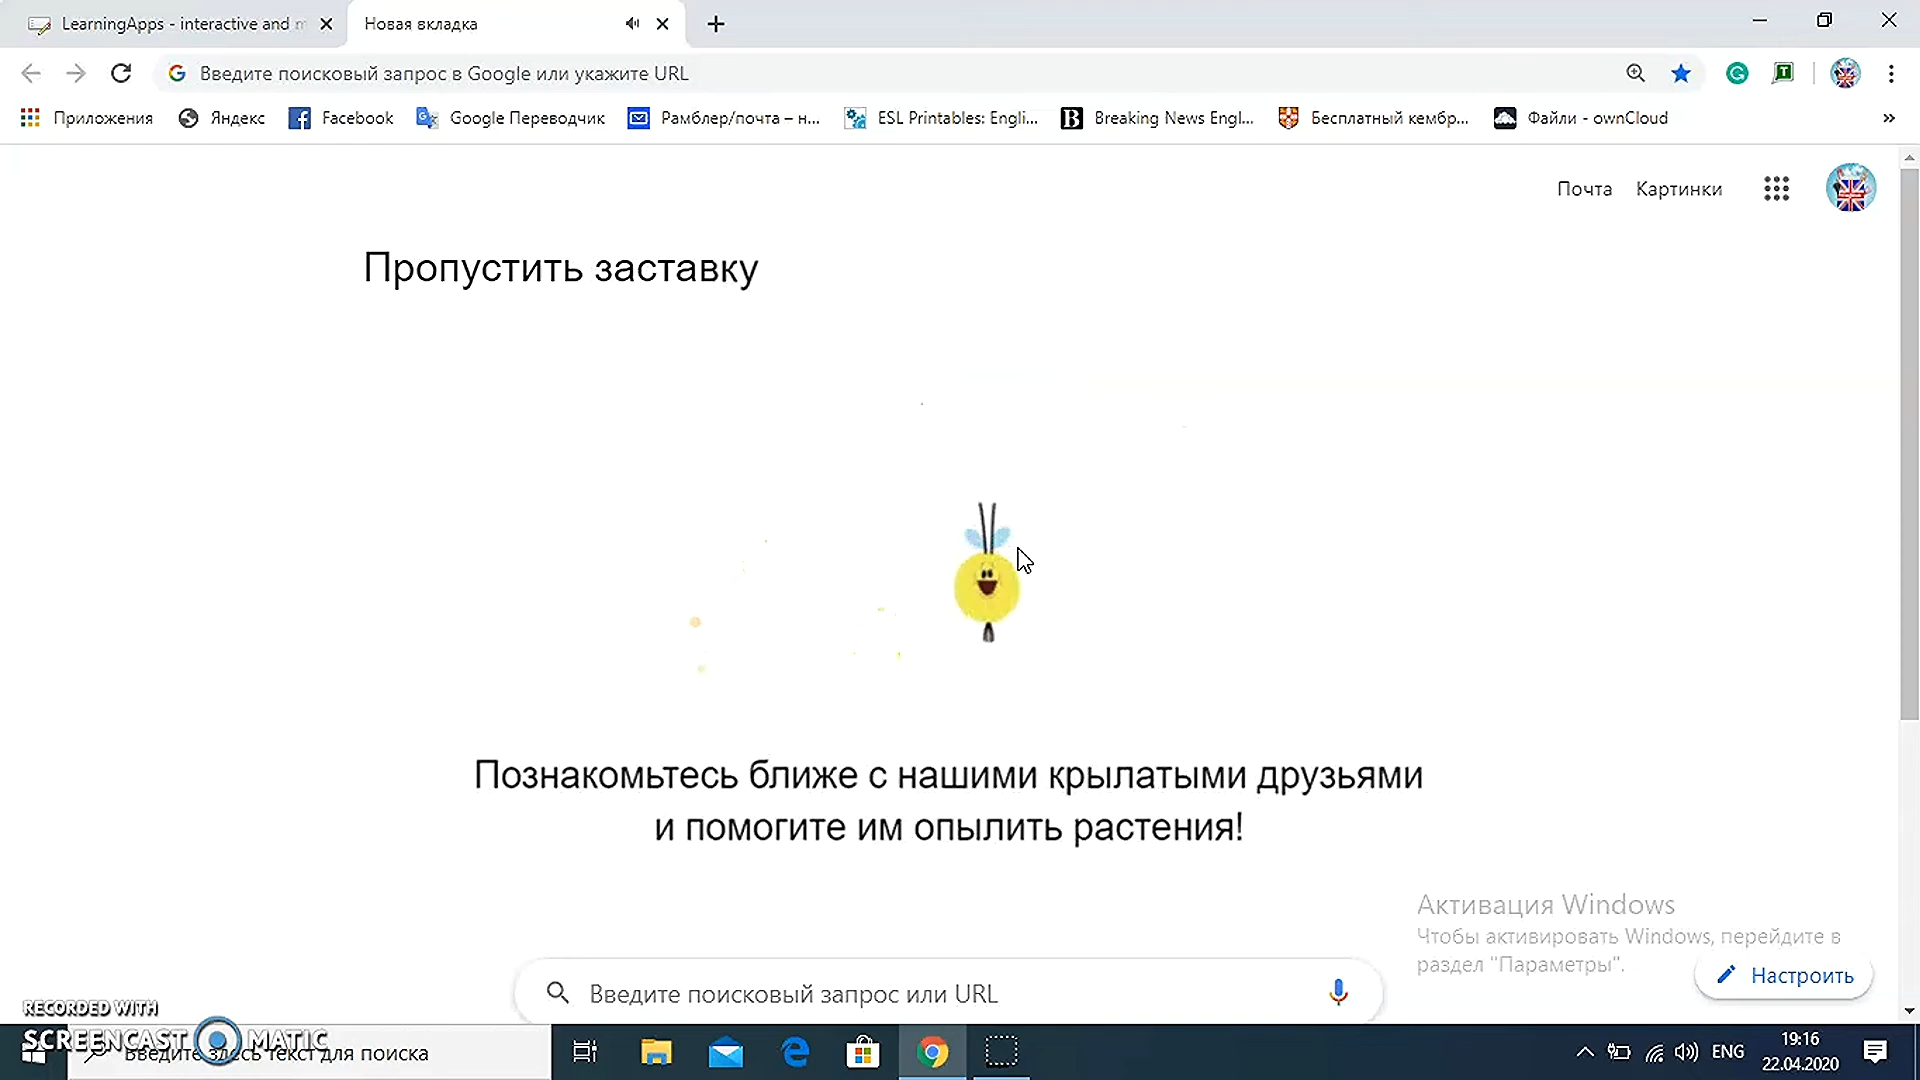 LearningApps - interactive and m
Новая вкладка
Введите поисковый запрос в Google или укажите URL
Приложения
Яндекс
Facebook
Google Переводчик
Рамблер/почта – н...
ESL Printables: Engli...
B
Breaking News Engl...
Бесплатный кембр...
Файли - ownCloud
»
Почта
Картинки
Пропустить заставку
Познакомьтесь ближе с нашими крылатыми друзьями
и помогите им опылить растения!
Активация Windows
Чтобы активировать Windows, перейдите в
раздел "Параметры".
Настроить
Введите поисковый запрос или URL
RECORDED WITH
SCREENCAST MATIC
Введите здесь текст для поиска
ENG
19:16
22.04.2020